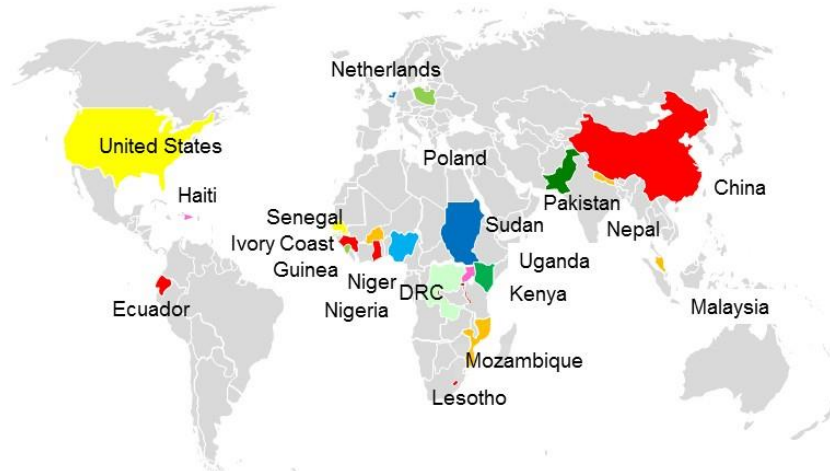 Netherlands
United States
Poland
Haiti
China
Pakistan
Senegal
Sudan
Nepal
Ivory Coast
Guinea
Niger
Uganda
DRC
Kenya
Ecuador
Nigeria
Malaysia
Mozambique
Lesotho